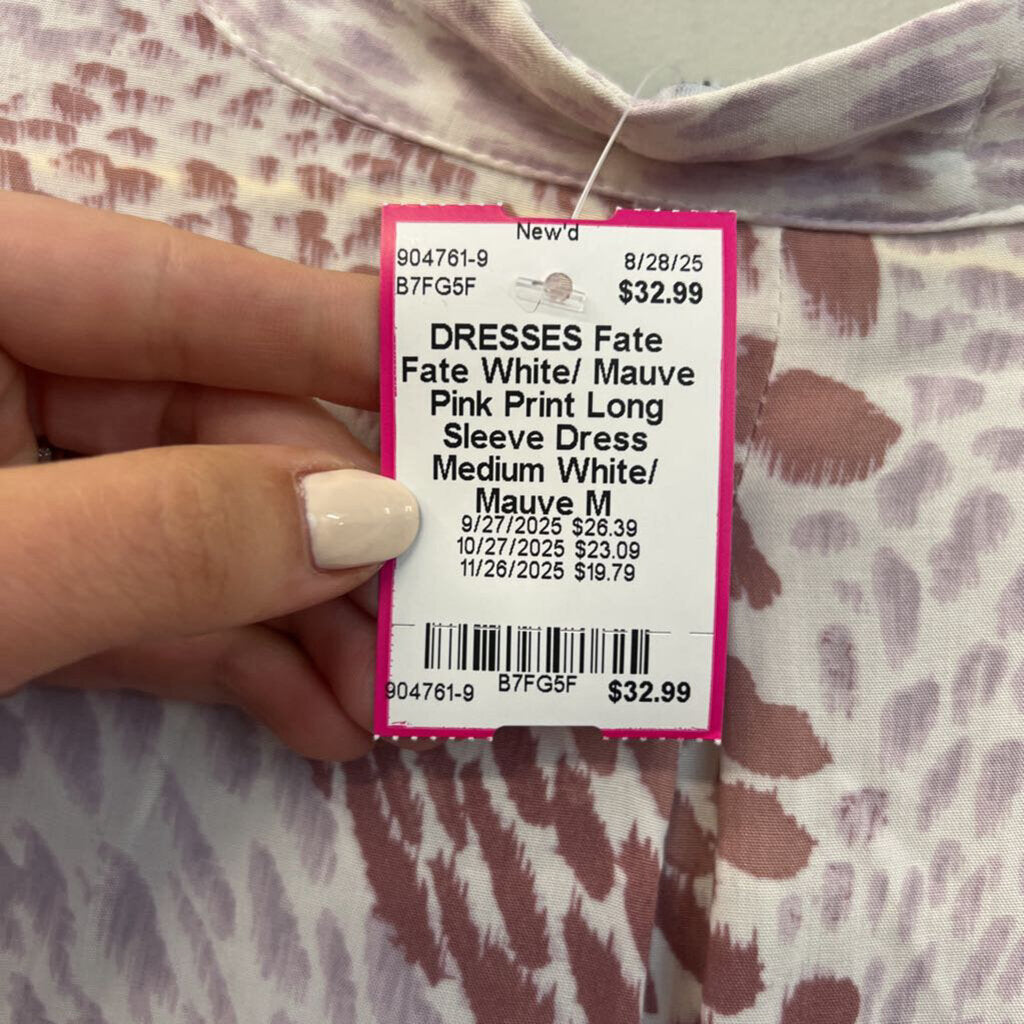 New'd
904761-9 8/28/25
B7FG5F $32.99
DRESSES Fate
Fate White/ Mauve
Pink Print Long
Sleeve Dress
Medium White/
Mauve M
9/27/2025 $26.39
10/27/2025 $23.09
11/26/2025 $19.79
904761-9 B7FG5F $32.99